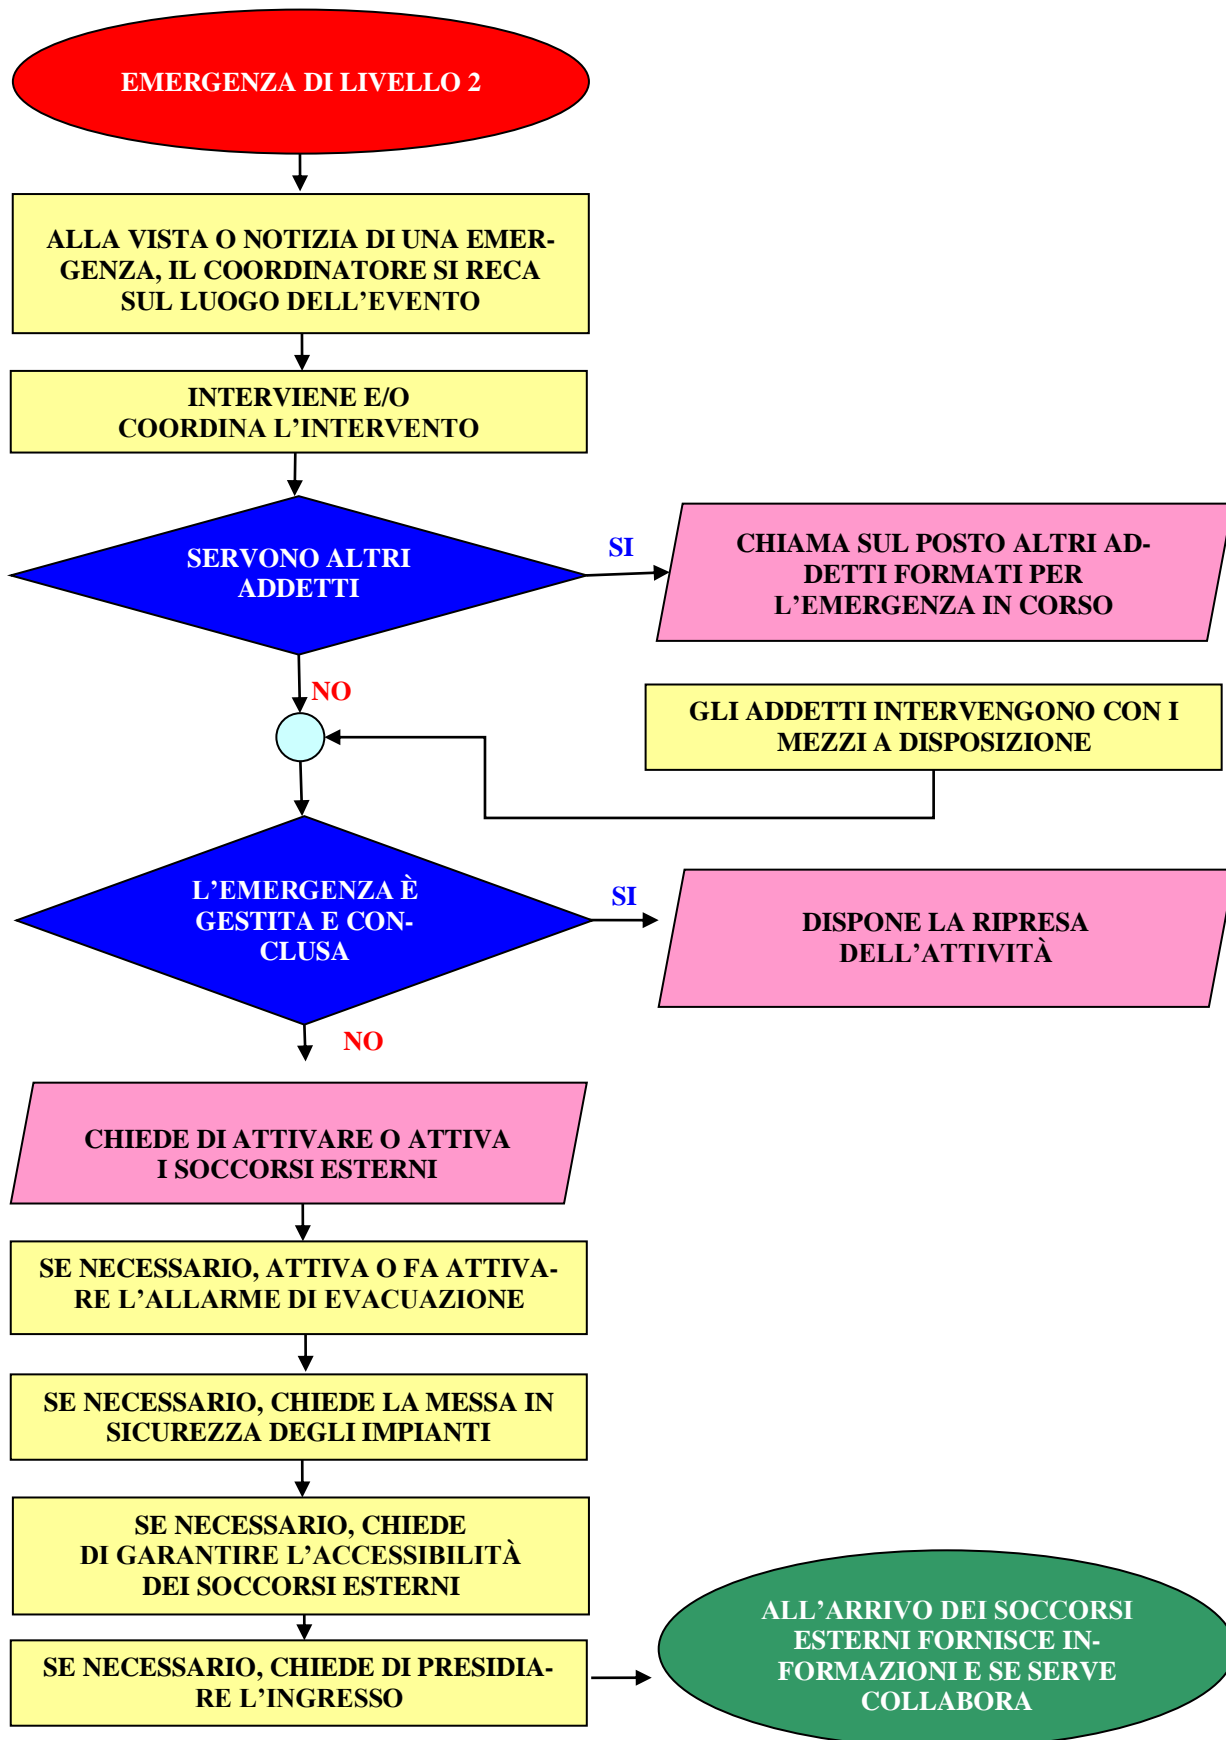 EMERGENZA DI LIVELLO 2
ALLA VISTA O NOTIZIA DI UNA EMER-
GENZA, IL COORDINATORE SI RECA
SUL LUOGO DELL’EVENTO
INTERVIENE E/O
COORDINA L’INTERVENTO
SERVONO ALTRI
ADDETTI
SI
CHIAMA SUL POSTO ALTRI AD-
DETTI FORMATI PER
L’EMERGENZA IN CORSO
NO
GLI ADDETTI INTERVENGONO CON I
MEZZI A DISPOSIZIONE
L’EMERGENZA È
GESTITA E CON-
CLUSA
SI
DISPONE LA RIPRESA
DELL’ATTIVITÀ
NO
CHIEDE DI ATTIVARE O ATTIVA
I SOCCORSI ESTERNI
SE NECESSARIO, ATTIVA O FA ATTIVA-
RE L’ALLARME DI EVACUAZIONE
SE NECESSARIO, CHIEDE LA MESSA IN
SICUREZZA DEGLI IMPIANTI
SE NECESSARIO, CHIEDE
DI GARANTIRE L’ACCESSIBILITÀ
DEI SOCCORSI ESTERNI
SE NECESSARIO, CHIEDE DI PRESIDIA-
RE L’INGRESSO
ALL’ARRIVO DEI SOCCORSI
ESTERNI FORNISCE IN-
FORMAZIONI E SE SERVE
COLLABORA